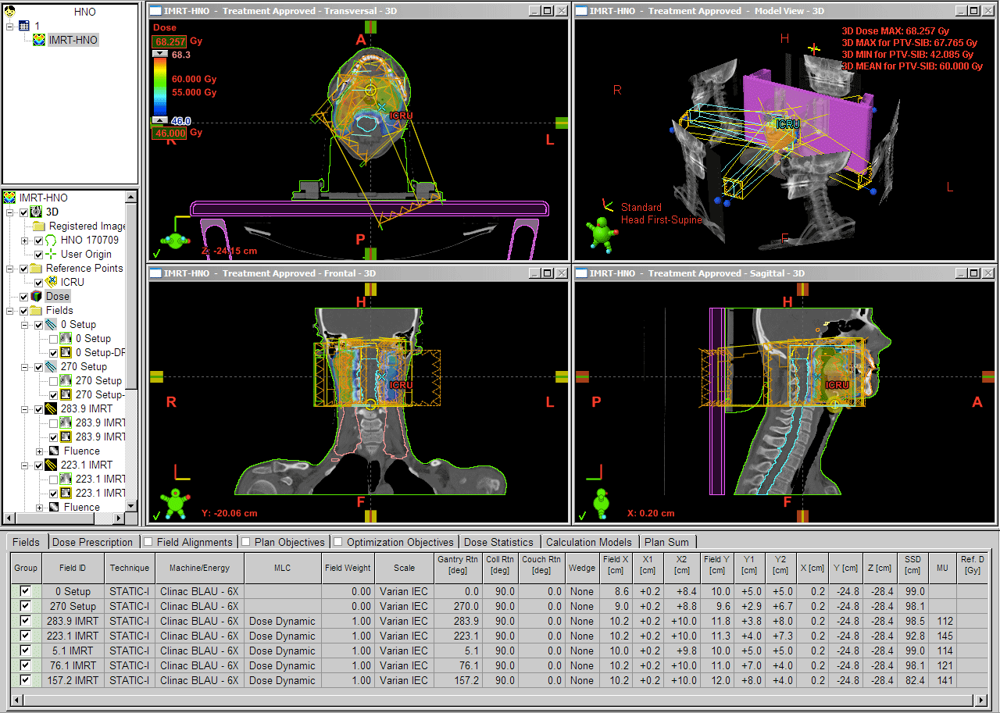 HNO
1
IMRT-HNO
IMRT-HNO
3D
Registered Image
HNO 170709
User Origin
Reference Points
ICRU
Dose
Fields
0 Setup
0 Setup
0 Setup-DF
270 Setup
270 Setup
270 Setup-
283.9 IMRT
283.9 IMRT
283.9 IMRT
Fluence
223.1 IMRT
223.1 IMRT
223.1 IMRT
Fluence
IMRT-HNO - Treatment Approved - Transversal - 3D
Dose
68.257 Gy
68.3
60.000 Gy
55.000 Gy
46.0
46.000 Gy
A
R
L
P
ICRU
Z: -24.15 cm
IMRT-HNO - Treatment Approved - Model View - 3D
3D Dose MAX: 68.257 Gy
3D MAX for PTV-SIB: 67.765 Gy
3D MIN for PTV-SIB: 42.085 Gy
3D MEAN for PTV-SIB: 60.000 Gy
H
R
ICRU
L
F
Standard
Head First-Supine
IMRT-HNO - Treatment Approved - Frontal - 3D
H
R
L
ICRU
F
Y: -20.06 cm
IMRT-HNO - Treatment Approved - Sagittal - 3D
H
P
A
ICRU
F
X: 0.20 cm
Fields Dose Prescription Field Alignments Plan Objectives Optimization Objectives Dose Statistics Calculation Models Plan Sum
Group Field ID Technique Machine/Energy MLC Field Weight Scale Gantry Rtn [deg] Coll Rtn [deg] Couch Rtn [deg] Wedge Field X [cm] X1 [cm] X2 [cm] Field Y [cm] Y1 [cm] Y2 [cm] X [cm] Y [cm] Z [cm] SSD [cm] MU Ref. D [Gy]
0 Setup STATIC-I Clinac BLAU - 6X 0.00 Varian IEC 0.0 90.0 0.0 None 8.6 +0.2 +8.4 10.0 +5.0 +5.0 0.2 -24.8 -28.4 99.0
270 Setup STATIC-I Clinac BLAU - 6X 0.00 Varian IEC 270.0 90.0 0.0 None 9.0 +0.2 +8.8 9.6 +2.9 +6.7 0.2 -24.8 -28.4 98.1
283.9 IMRT STATIC-I Clinac BLAU - 6X Dose Dynamic 1.00 Varian IEC 283.9 90.0 0.0 None 10.2 +0.2 +10.0 11.8 +3.8 +8.0 0.2 -24.8 -28.4 98.5 112
223.1 IMRT STATIC-I Clinac BLAU - 6X Dose Dynamic 1.00 Varian IEC 223.1 90.0 0.0 None 10.2 +0.2 +10.0 11.3 +4.0 +7.3 0.2 -24.8 -28.4 92.8 145
5.1 IMRT STATIC-I Clinac BLAU - 6X Dose Dynamic 1.00 Varian IEC 5.1 90.0 0.0 None 10.0 +0.2 +9.8 10.0 +5.0 +5.0 0.2 -24.8 -28.4 99.0 114
76.1 IMRT STATIC-I Clinac BLAU - 6X Dose Dynamic 1.00 Varian IEC 76.1 90.0 0.0 None 10.2 +0.2 +10.0 11.0 +7.0 +4.0 0.2 -24.8 -28.4 98.1 121
157.2 IMRT STATIC-I Clinac BLAU - 6X Dose Dynamic 1.00 Varian IEC 157.2 90.0 0.0 None 10.2 +0.2 +10.0 12.0 +8.0 +4.0 0.2 -24.8 -28.4 82.4 141